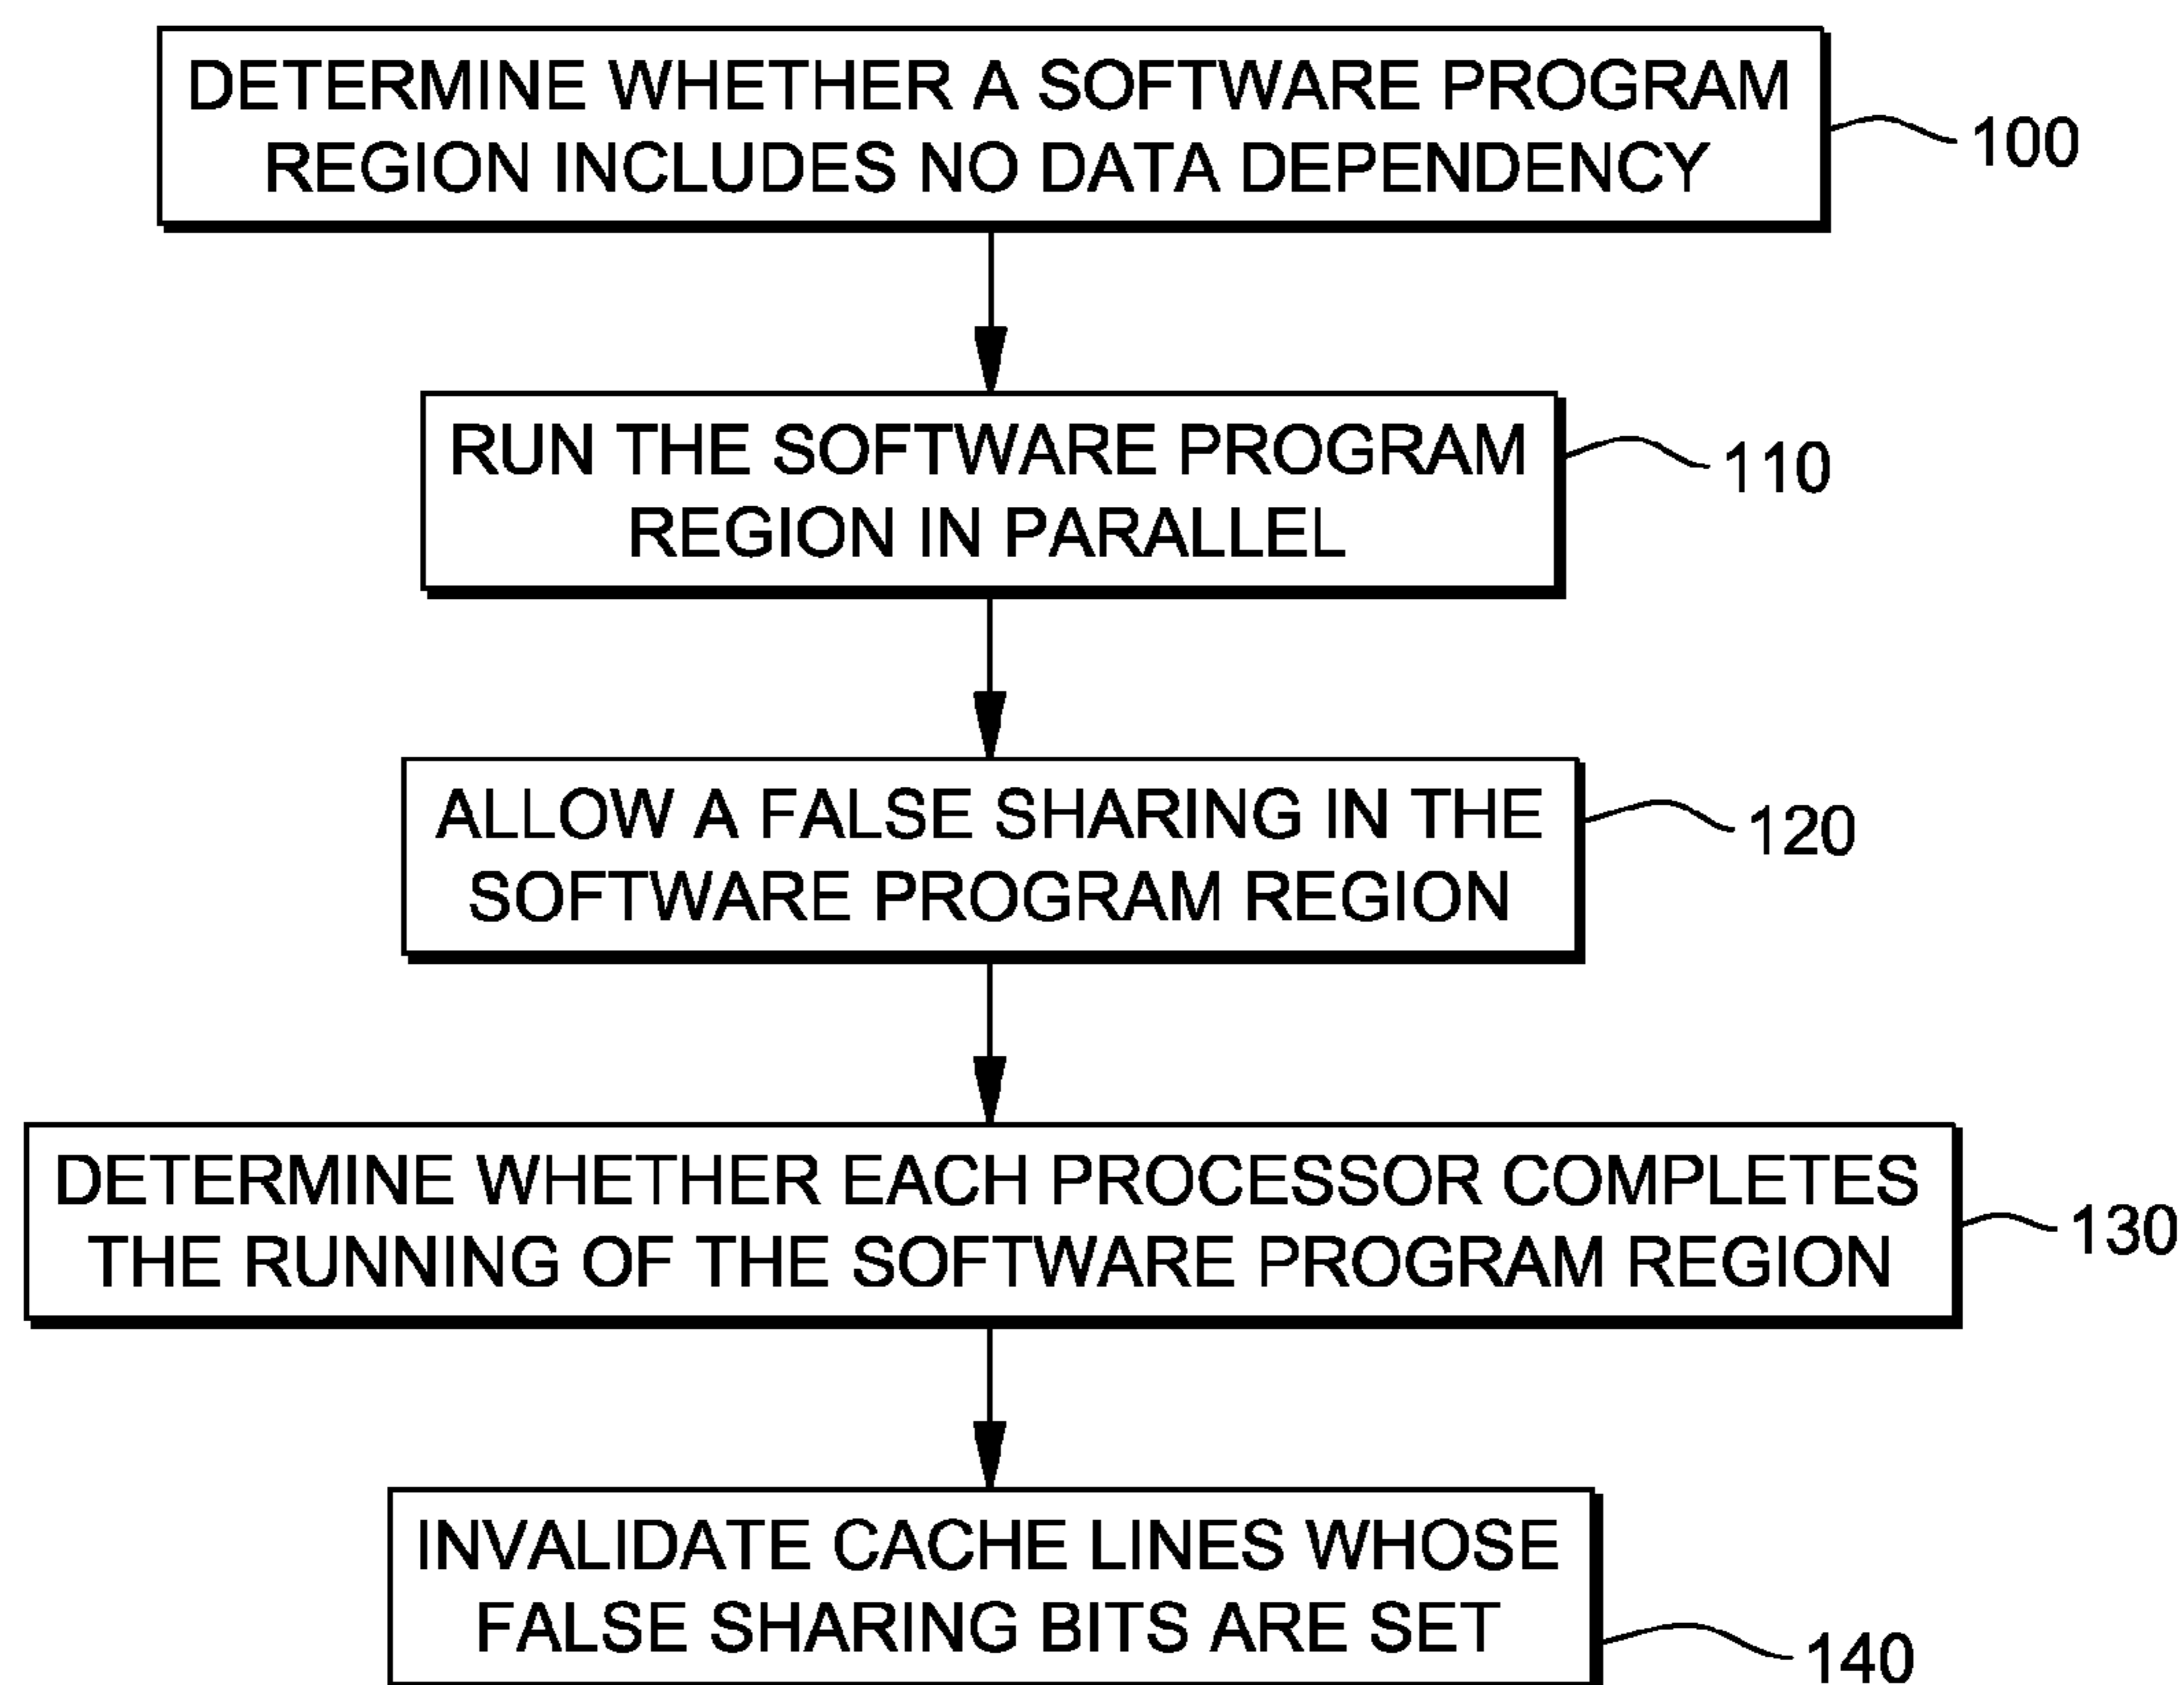 DETERMINE WHETHER A SOFTWARE PROGRAM
REGION INCLUDES NO DATA DEPENDENCY
100
RUN THE SOFTWARE PROGRAM
REGION IN PARALLEL
110
ALLOW A FALSE SHARING IN THE
SOFTWARE PROGRAM REGION
120
DETERMINE WHETHER EACH PROCESSOR COMPLETES
THE RUNNING OF THE SOFTWARE PROGRAM REGION
130
INVALIDATE CACHE LINES WHOSE
FALSE SHARING BITS ARE SET
140